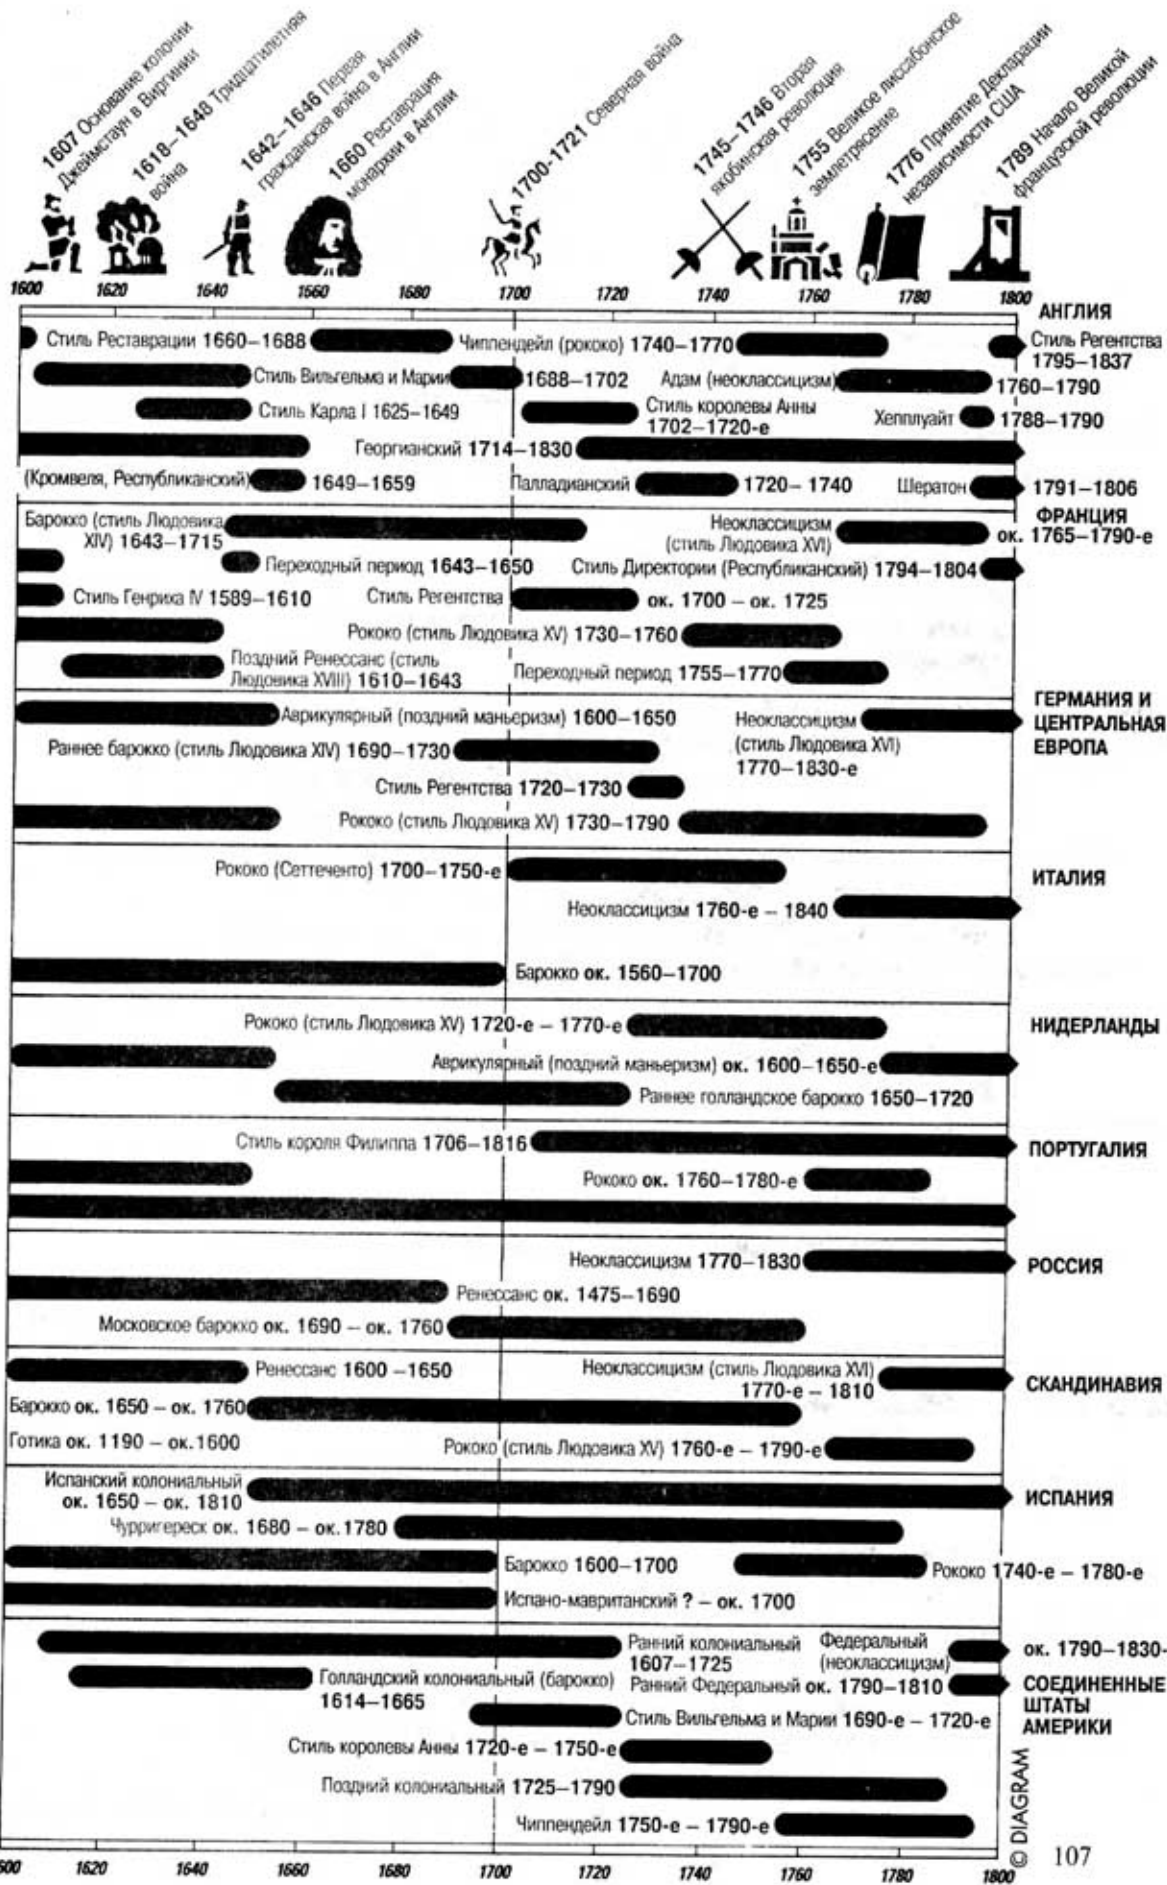 1607 Основание колонии
Джеймстаун в Виргинии
1618–1648 Тридцатилетняя
война
1642–1646 Первая
гражданская война в Англии
1660 Реставрация
монархии в Англии
1700-1721 Северная война
1745–1746 Вторая
якобинская революция
1755 Великое лиссабонское
землетрясение
1776 Принятие Декларации
независимости США
1789 Начало Великой
французской революции
1600 1620 1640 1660 1680 1700 1720 1740 1760 1780 1800
АНГЛИЯ
Стиль Реставрации 1660–1688 Чиппендейл (рококо) 1740–1770 Стиль Регентства
1795–1837
Стиль Вильгельма и Марии 1688–1702 Адам (неоклассицизм) 1760–1790
Стиль Карла I 1625–1649 Стиль королевы Анны
1702–1720-е Хепплуайт 1788–1790
Георгианский 1714–1830
(Кромвеля, Республиканский) 1649–1659 Палладианский 1720– 1740 Шератон 1791–1806
ФРАНЦИЯ
Барокко (стиль Людовика
XIV) 1643–1715 Неоклассицизм
(стиль Людовика XVI) ок. 1765–1790-е
Переходный период 1643–1650 Стиль Директории (Республиканский) 1794–1804
Стиль Генриха IV 1589–1610 Стиль Регентства ок. 1700 – ок. 1725
Рококо (стиль Людовика XV) 1730–1760
Поздний Ренессанс (стиль
Людовика XVIII) 1610–1643 Переходный период 1755–1770
ГЕРМАНИЯ И
ЦЕНТРАЛЬНАЯ
ЕВРОПА
Аврикулярный (поздний маньеризм) 1600–1650 Неоклассицизм
(стиль Людовика XVI)
1770–1830-е
Раннее барокко (стиль Людовика XIV) 1690–1730
Стиль Регентства 1720–1730
Рококо (стиль Людовика XV) 1730–1790
Рококо (Сеттеченто) 1700–1750-е ИТАЛИЯ
Неоклассицизм 1760-е – 1840
Барокко ок. 1560–1700
Рококо (стиль Людовика XV) 1720-е – 1770-е НИДЕРЛАНДЫ
Аврикулярный (поздний маньеризм) ок. 1600–1650-е
Раннее голландское барокко 1650–1720
Стиль короля Филиппа 1706–1816 ПОРТУГАЛИЯ
Рококо ок. 1760–1780-е
Неоклассицизм 1770–1830 РОССИЯ
Ренессанс ок. 1475–1690
Московское барокко ок. 1690 – ок. 1760
Ренессанс 1600 –1650 Неоклассицизм (стиль Людовика XVI)
1770-е – 1810 СКАНДИНАВИЯ
Барокко ок. 1650 – ок. 1760
Готика ок. 1190 – ок.1600 Рококо (стиль Людовика XV) 1760-е – 1790-е
Испанский колониальный
ок. 1650 – ок. 1810 ИСПАНИЯ
Чурригереск ок. 1680 – ок.1780
Барокко 1600–1700 Рококо 1740-е – 1780-е
Испано-мавританский ? – ок. 1700
Ранний колониальный
1607–1725 Федеральный
(неоклассицизм) ок. 1790–1830-
Голландский колониальный (барокко)
1614–1665 Ранний Федеральный ок. 1790–1810 СОЕДИНЕННЫЕ
ШТАТЫ
АМЕРИКИ
Стиль Вильгельма и Марии 1690-е – 1720-е
Стиль королевы Анны 1720-е – 1750-е
Поздний колониальный 1725–1790
Чиппендейл 1750-е – 1790-е
© DIAGRAM
107
600 1620 1640 1660 1680 1700 1720 1740 1760 1780 1800